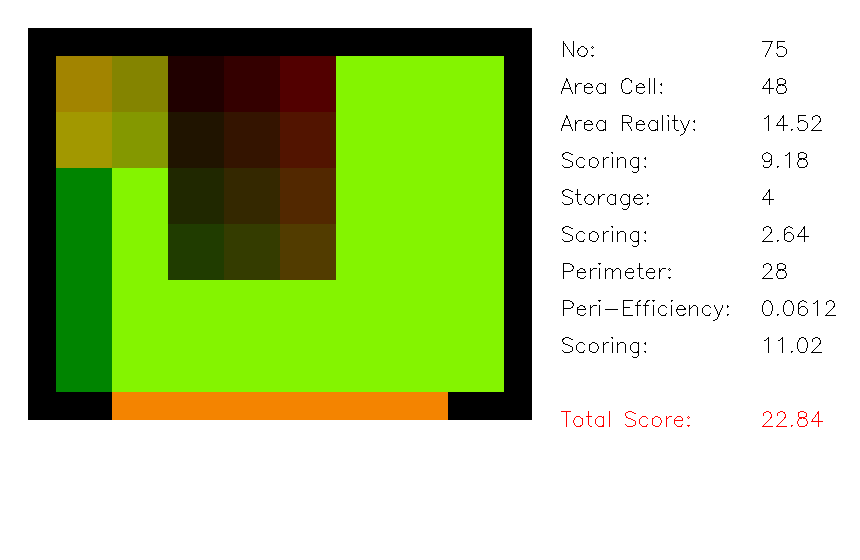 No: 75
Area Cell: 48
Area Reality: 14.52
Scoring: 9.18
Storage: 4
Scoring: 2.64
Perimeter: 28
Peri-Efficiency: 0.0612
Scoring: 11.02
Total Score: 22.84